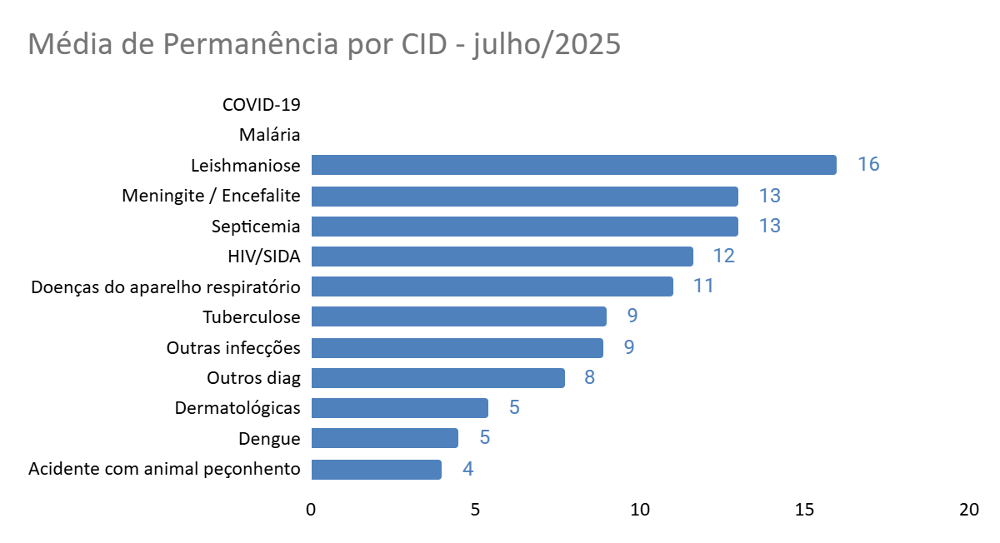 Média de Permanência por CID - julho/2025
COVID-19
Malária
Leishmaniose 16
Meningite / Encefalite 13
Septicemia 13
HIV/SIDA 12
Doenças do aparelho respiratório 11
Tuberculose 9
Outras infecções 9
Outros diag 8
Dermatológicas 5
Dengue 5
Acidente com animal peçonhento 4
0 5 10 15 20